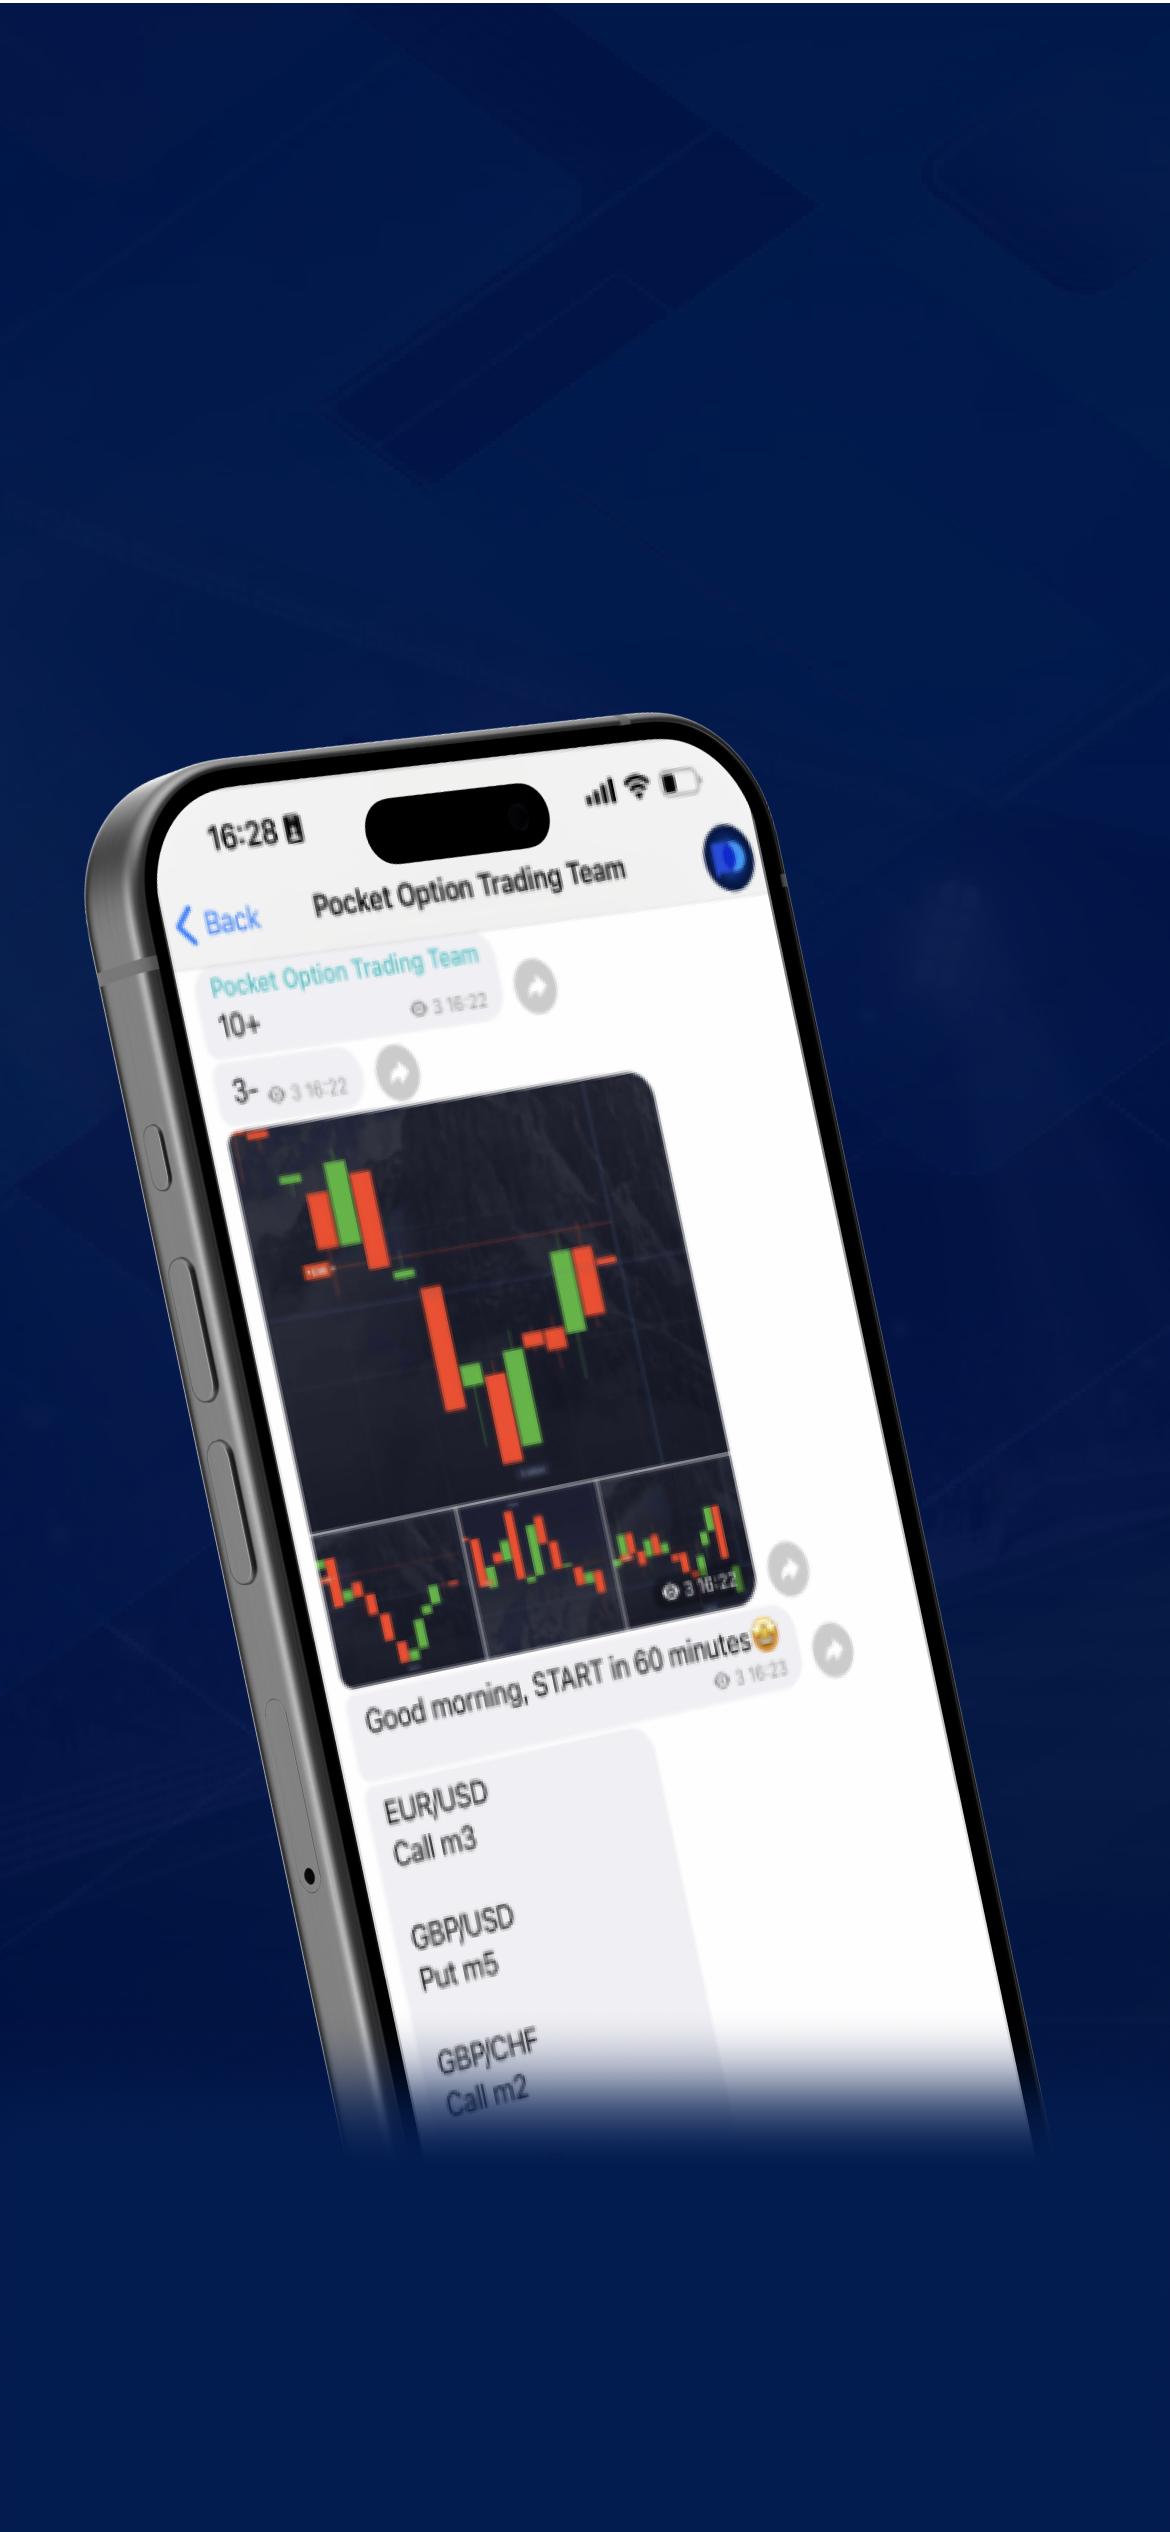 16:28
Back
Pocket Option Trading Team
Pocket Option Trading Team
10+
3 16:22
3-
3 16:22
3 16:22
Good morning, START in 60 minutes🤩
3 16:23
EUR/USD
Call m3
GBP/USD
Put m5
GBP/CHF
Call m2